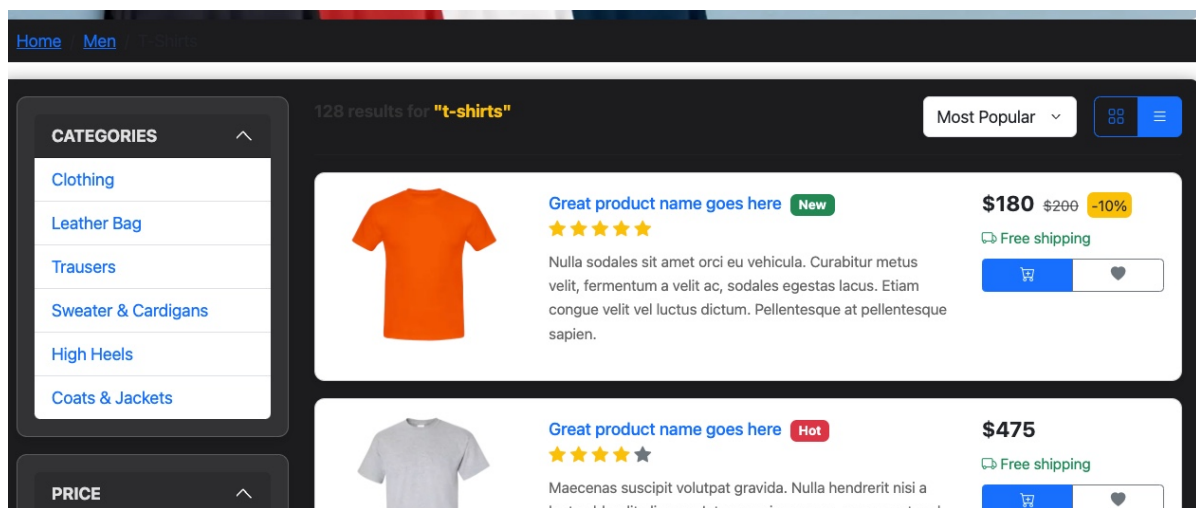 Home / Men / T-Shirts
128 results for "t-shirts"
Most Popular
CATEGORIES
Clothing
Leather Bag
Trausers
Sweater & Cardigans
High Heels
Coats & Jackets
PRICE
Great product name goes here New
Nulla sodales sit amet orci eu vehicula. Curabitur metus
velit, fermentum a velit ac, sodales egestas lacus. Etiam
congue velit vel luctus dictum. Pellentesque at pellentesque
sapien.
$180 $200 -10%
Free shipping
Great product name goes here Hot
Maecenas suscipit volutpat gravida. Nulla hendrerit nisi a
$475
Free shipping